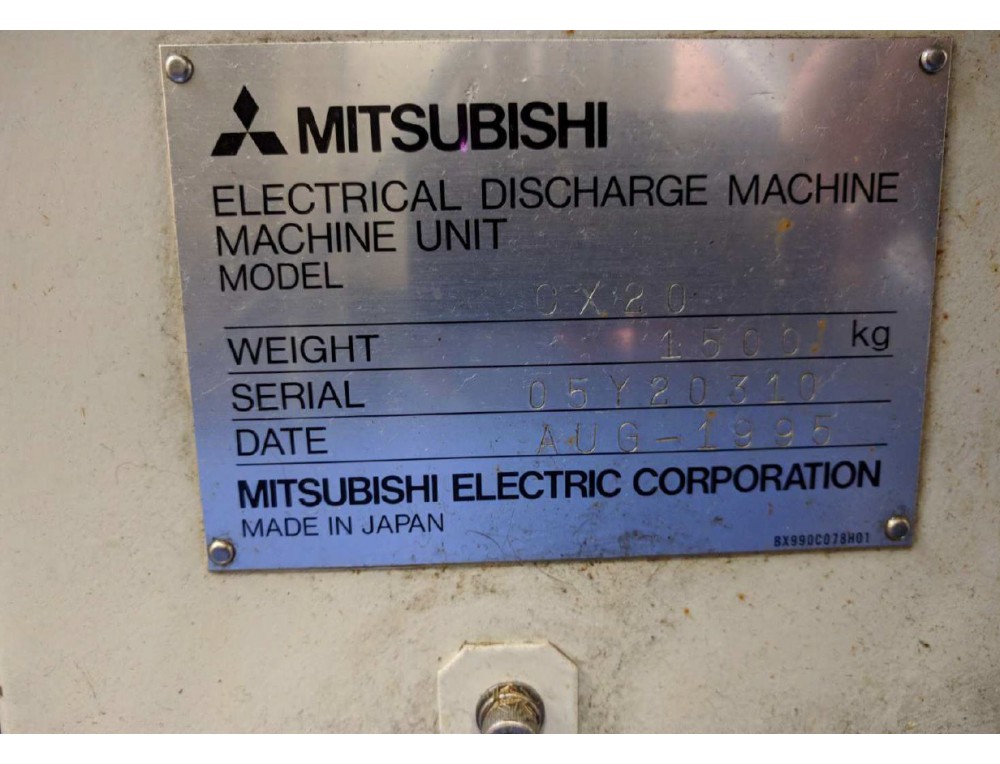 MITSUBISHI
ELECTRICAL DISCHARGE MACHINE
MACHINE UNIT
MODEL CX20
WEIGHT 1500 kg
SERIAL 05Y20310
DATE AUG-1995
MITSUBISHI ELECTRIC CORPORATION
MADE IN JAPAN
BX990C078H01